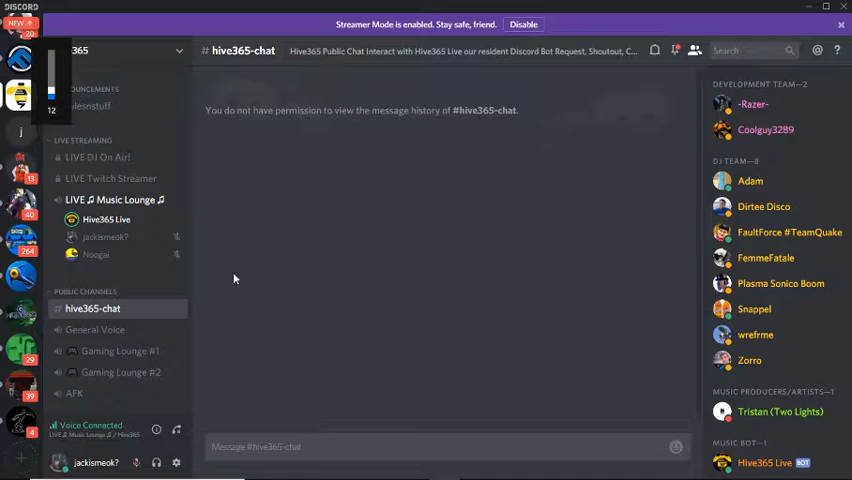 DISCORD
Streamer Mode is enabled. Stay safe, friend.
Disable
NEW ↑
20
12
j
13
40
264
29
39
4
365
# hive365-chat
Hive365 Public Chat Interact with Hive365 Live our resident Discord Bot Request, Shoutout, C...
Search
LIVE STREAMING
LIVE DJ On Air!
LIVE Twitch Streamer
LIVE ♫ Music Lounge ♫
Hive365 Live
jackismeok?
Noogai
PUBLIC CHANNELS
# hive365-chat
General Voice
🎮 Gaming Lounge #1
🎮 Gaming Lounge #2
AFK
Voice Connected
LIVE ♫ Music Lounge ♫ / Hive365
jackismeok?
You do not have permission to view the message history of #hive365-chat.
Message #hive365-chat
DEVELOPMENT TEAM—2
-Razer-
Coolguy3289
DJ TEAM—8
Adam
Dirtee Disco
FaultForce #TeamQuake
FemmeFatale
Plasma Sonico Boom
Snappel
wrefrme
Zorro
MUSIC PRODUCERS/ARTISTS—1
Tristan (Two Lights)
MUSIC BOT—1
Hive365 Live BOT